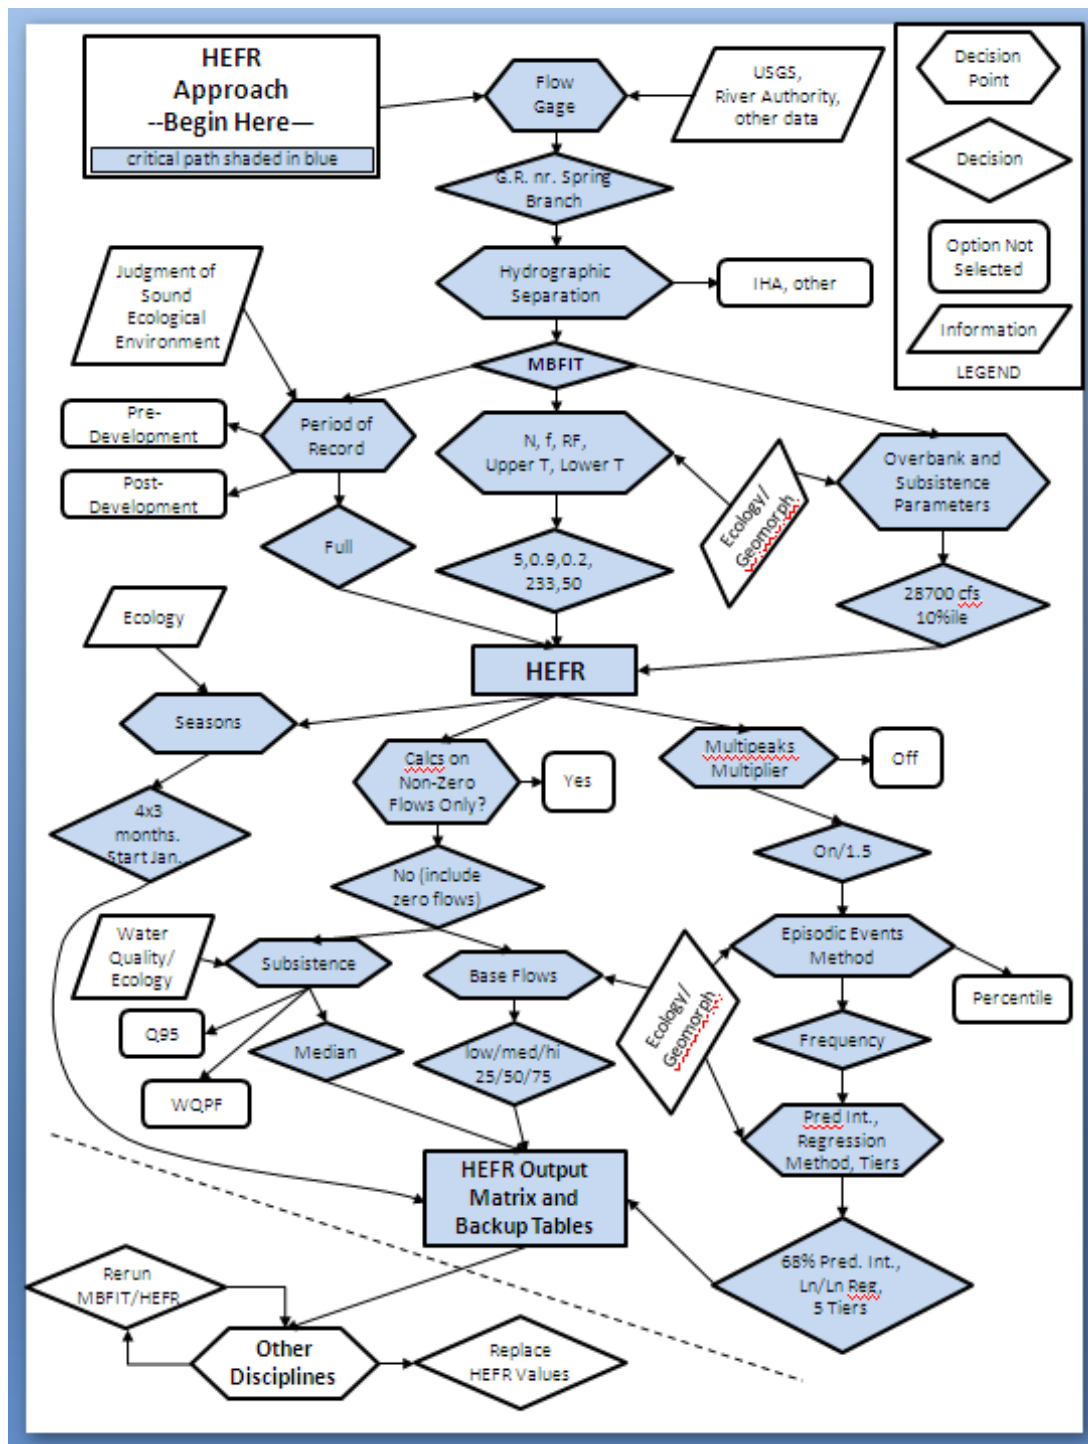 HEFR
Approach
--Begin Here—
critical path shaded in blue
Flow
Gage
USGS,
River Authority,
other data
Decision
Point
Decision
Option Not
Selected
Information
LEGEND
G.R. nr. Spring
Branch
Judgment of
Sound
Ecological
Environment
Hydrographic
Separation
IHA, other
MBFIT
Pre-
Development
Period of
Record
Post-
Development
N, f, RF,
Upper T, Lower T
Ecology/
Geomorph
Overbank and
Subsistence
Parameters
Full
5,0.9,0.2,
233,50
28700 cfs
10%ile
Ecology
HEFR
Seasons
Calcs on
Non-Zero
Flows Only?
Yes
Multipeaks
Multiplier
Off
4x3
months.
Start Jan.
No (include
zero flows)
On/1.5
Water
Quality/
Ecology
Subsistence
Base Flows
Ecology/
Geomorph
Episodic Events
Method
Percentile
Q95
Median
low/med/hi
25/50/75
Frequency
WQPF
Pred Int.,
Regression
Method, Tiers
HEFR Output
Matrix and
Backup Tables
68% Pred. Int.,
Ln/Ln Reg,
5 Tiers
Rerun
MBFIT/HEFR
Other
Disciplines
Replace
HEFR Values